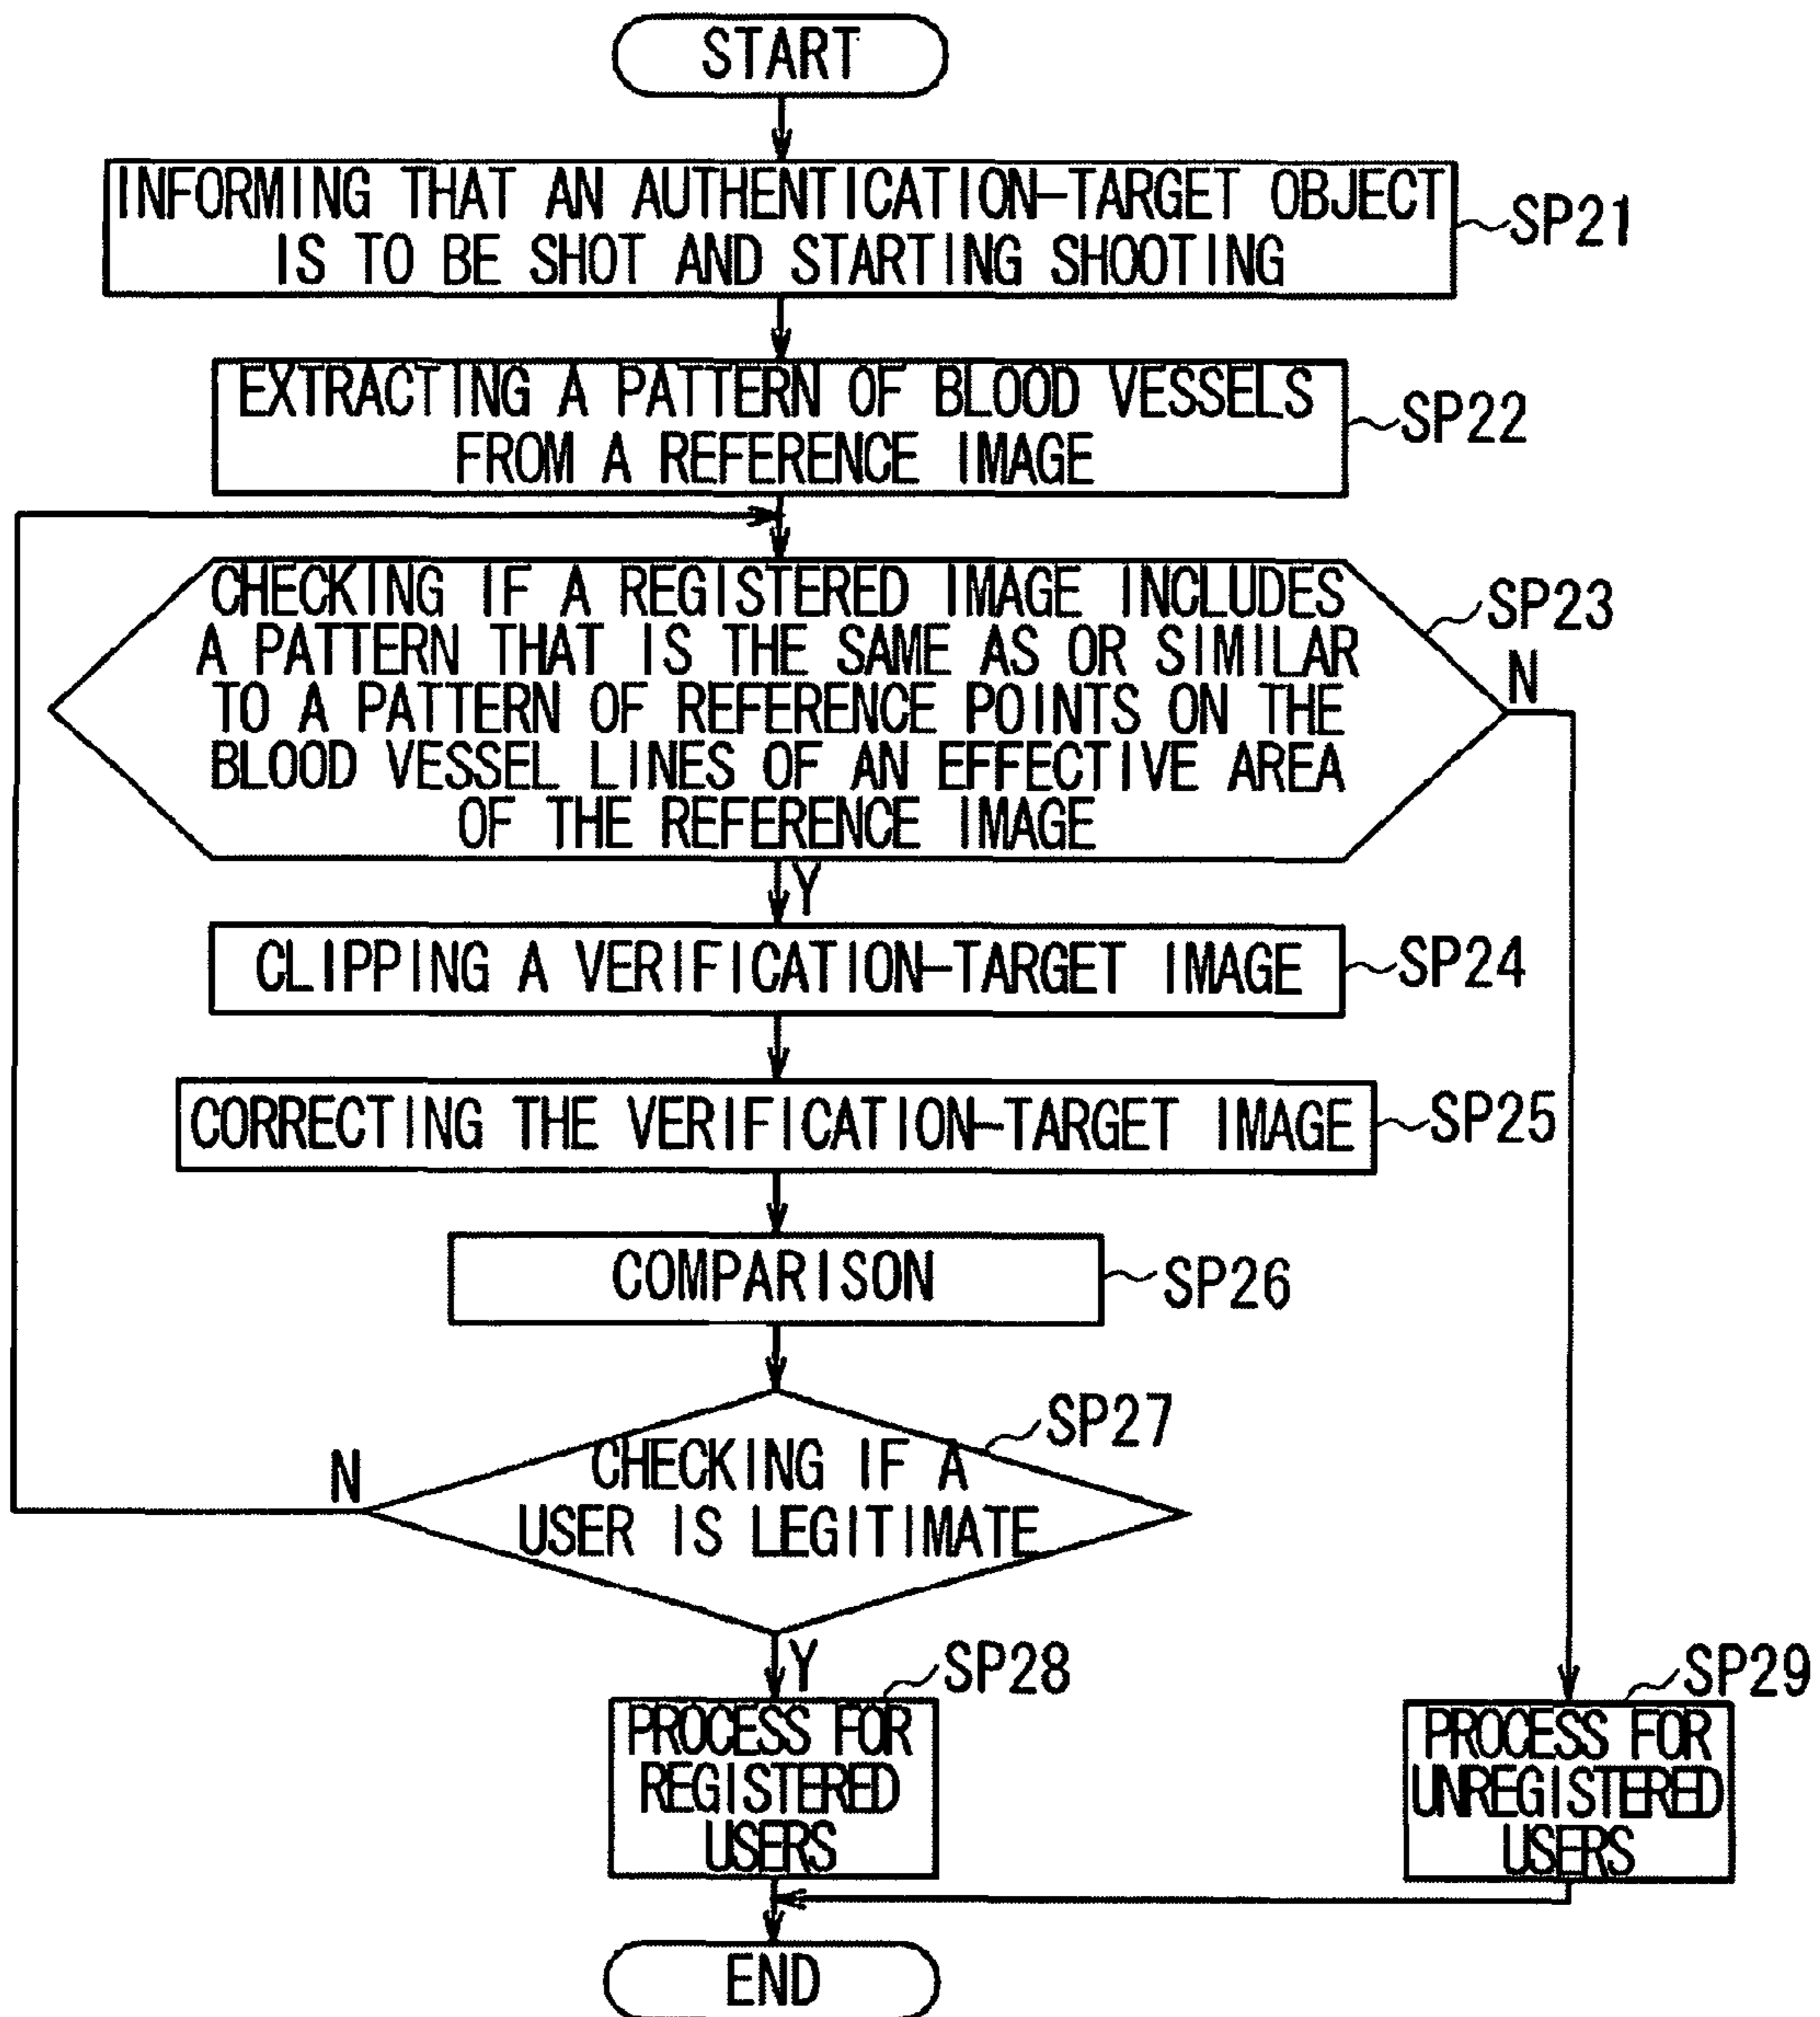 START
INFORMING THAT AN AUTHENTICATION-TARGET OBJECT
IS TO BE SHOT AND STARTING SHOOTING
SP21
EXTRACTING A PATTERN OF BLOOD VESSELS
FROM A REFERENCE IMAGE
SP22
CHECKING IF A REGISTERED IMAGE INCLUDES
A PATTERN THAT IS THE SAME AS OR SIMILAR
TO A PATTERN OF REFERENCE POINTS ON THE
BLOOD VESSEL LINES OF AN EFFECTIVE AREA
OF THE REFERENCE IMAGE
SP23
N
Y
CLIPPING A VERIFICATION-TARGET IMAGE
SP24
CORRECTING THE VERIFICATION-TARGET IMAGE
SP25
COMPARISON
SP26
CHECKING IF A
USER IS LEGITIMATE
SP27
N
Y
PROCESS FOR
REGISTERED
USERS
SP28
PROCESS FOR
UNREGISTERED
USERS
SP29
END